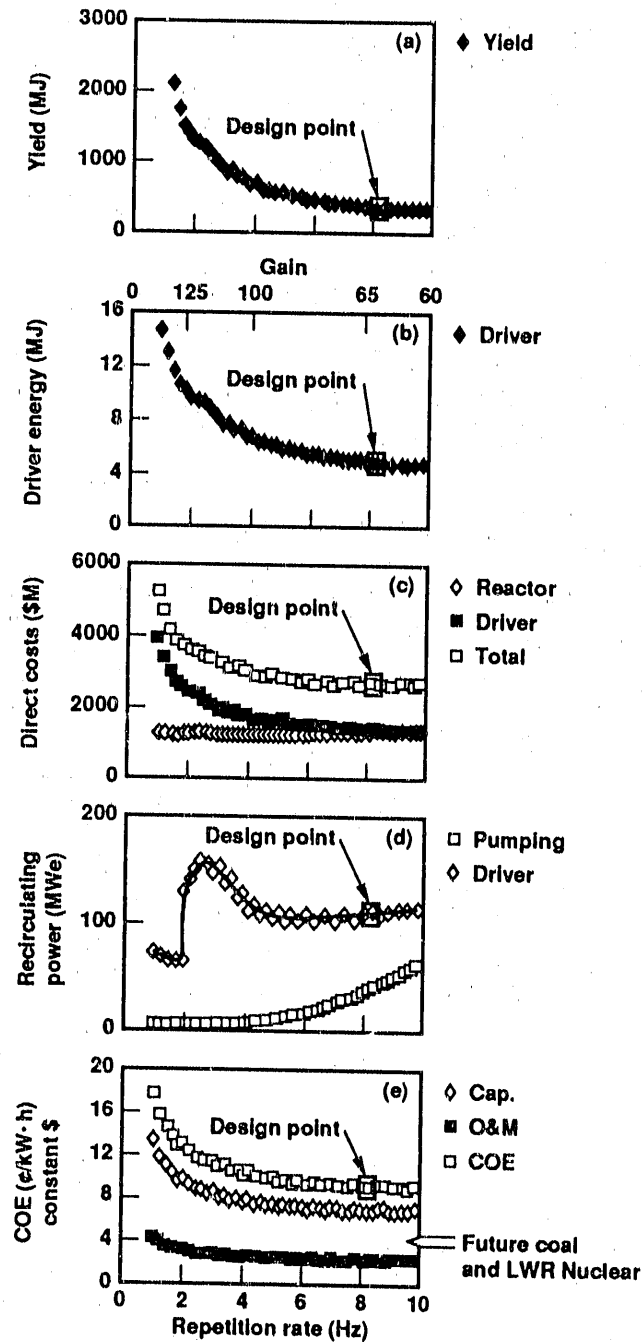 3000
(a)
Yield
Yield (MJ)
2000
Design point
1000
0
Gain
0 125 100 65 60
16
(b)
Driver
Driver energy (MJ)
12
Design point
8
4
0
6000
(c)
Reactor
Driver
Total
Direct costs ($M)
Design point
4000
2000
0
200
Design point
(d)
Pumping
Driver
Recirculating
power (MWe)
100
0
20
(e)
Cap.
O&M
COE
COE (¢/kW·h)
constant $
16
Design point
12
8
4
0
Future coal
and LWR Nuclear
0 2 4 6 8 10
Repetition rate (Hz)